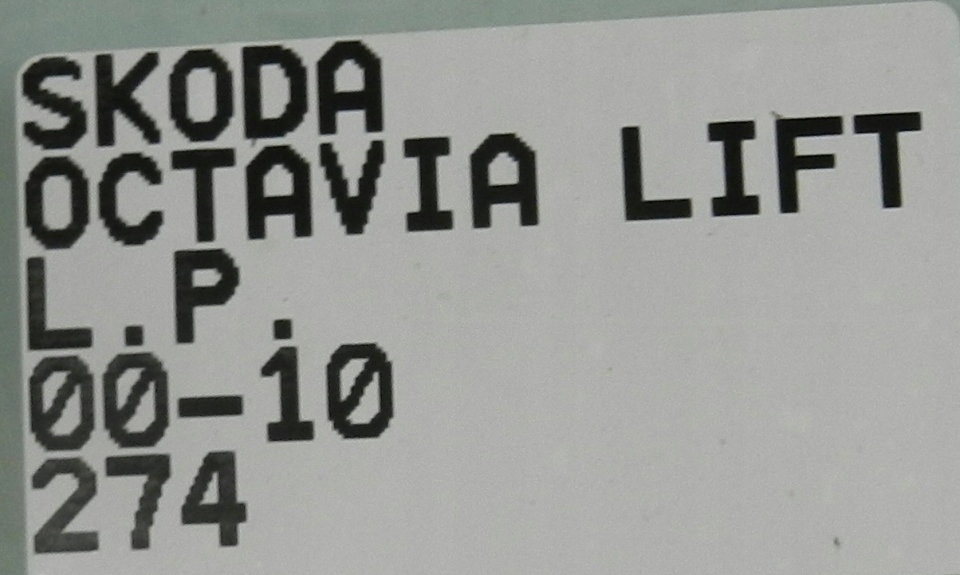 SKODA
OCTAVIA LIFT
L.P.
00-10
274